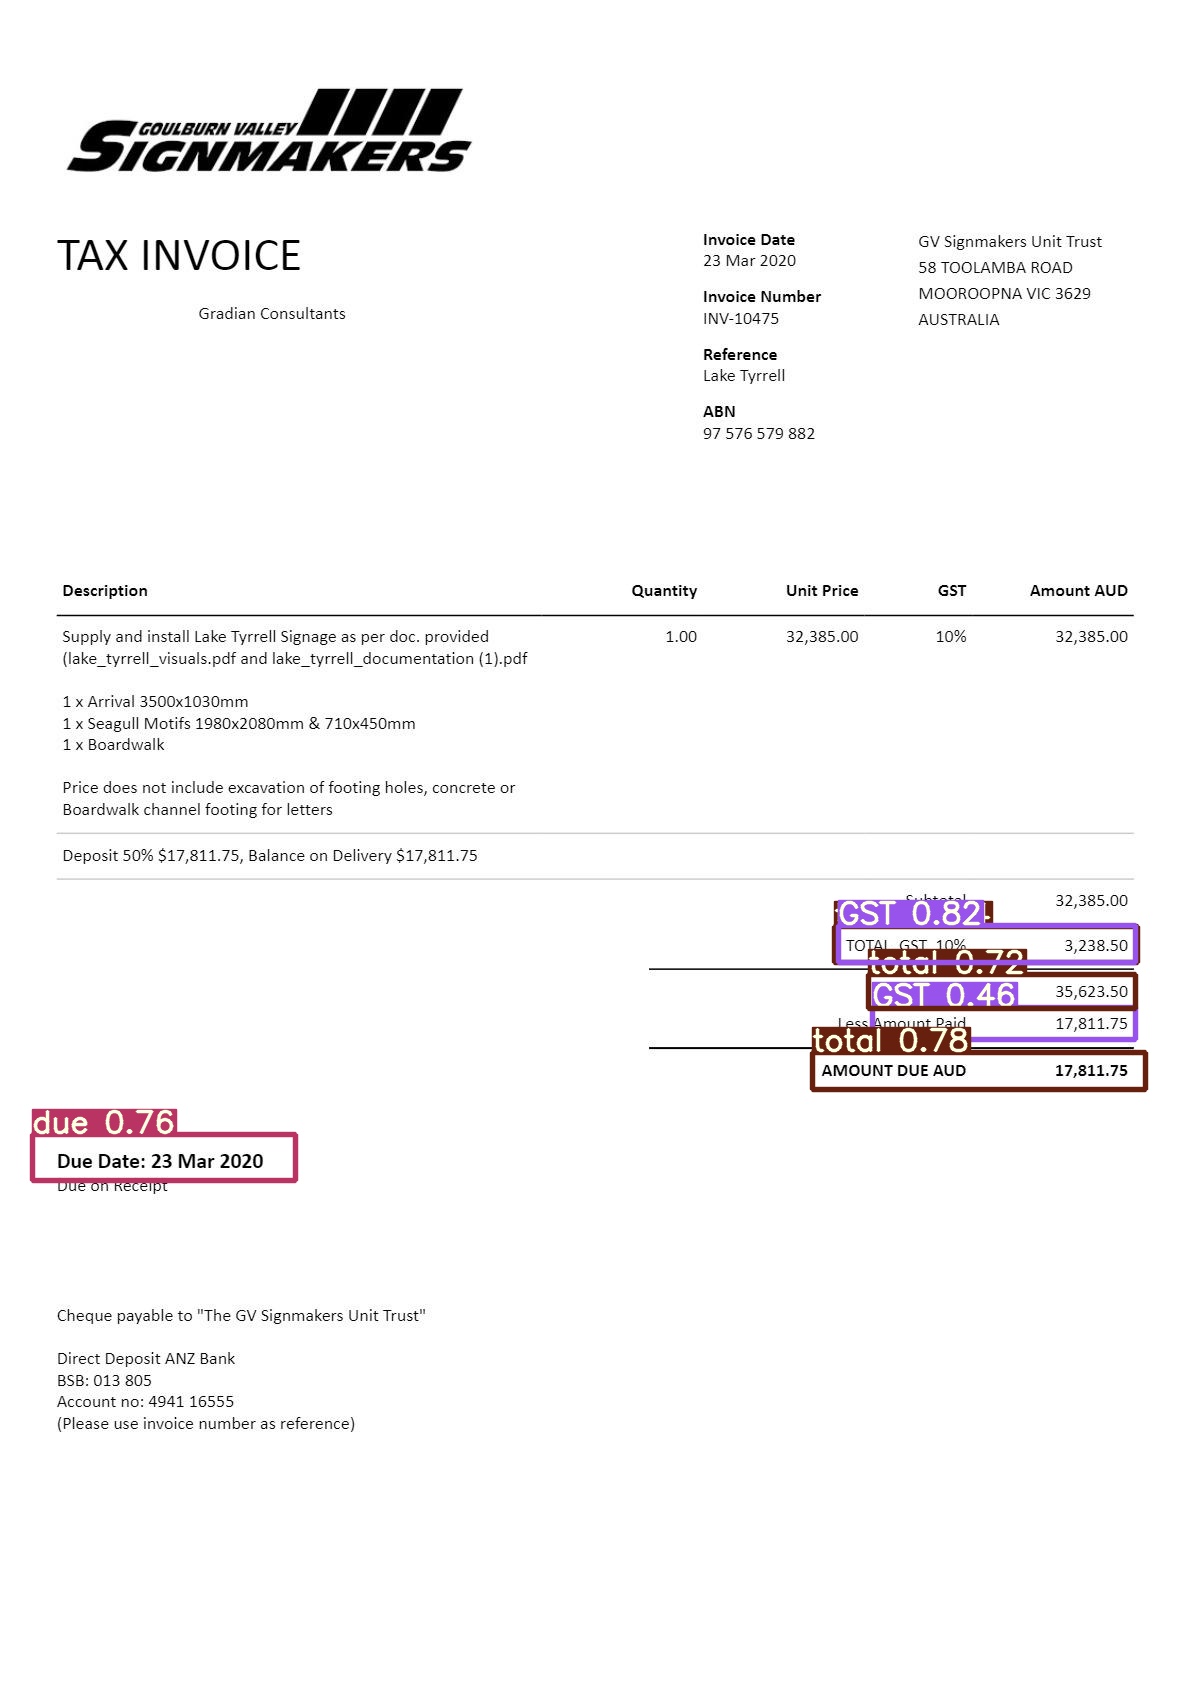 GOULBURN VALLEY
SIGNMAKERS
TAX INVOICE
Gradian Consultants
Invoice Date
23 Mar 2020
Invoice Number
INV-10475
Reference
Lake Tyrrell
ABN
97 576 579 882
GV Signmakers Unit Trust
58 TOOLAMBA ROAD
MOOROOPNA VIC 3629
AUSTRALIA
Description Quantity Unit Price GST Amount AUD
Supply and install Lake Tyrrell Signage as per doc. provided 1.00 32,385.00 10% 32,385.00
(lake_tyrrell_visuals.pdf and lake_tyrrell_documentation (1).pdf
1 x Arrival 3500x1030mm
1 x Seagull Motifs 1980x2080mm & 710x450mm
1 x Boardwalk
Price does not include excavation of footing holes, concrete or
Boardwalk channel footing for letters
Deposit 50% $17,811.75, Balance on Delivery $17,811.75
Subtotal 32,385.00
GST 0.82
TOTAL GST 10% 3,238.50
total 0.72
GST 0.46 35,623.50
Less Amount Paid 17,811.75
total 0.78
AMOUNT DUE AUD 17,811.75
due 0.76
Due Date: 23 Mar 2020
Due on Receipt
Cheque payable to "The GV Signmakers Unit Trust"
Direct Deposit ANZ Bank
BSB: 013 805
Account no: 4941 16555
(Please use invoice number as reference)